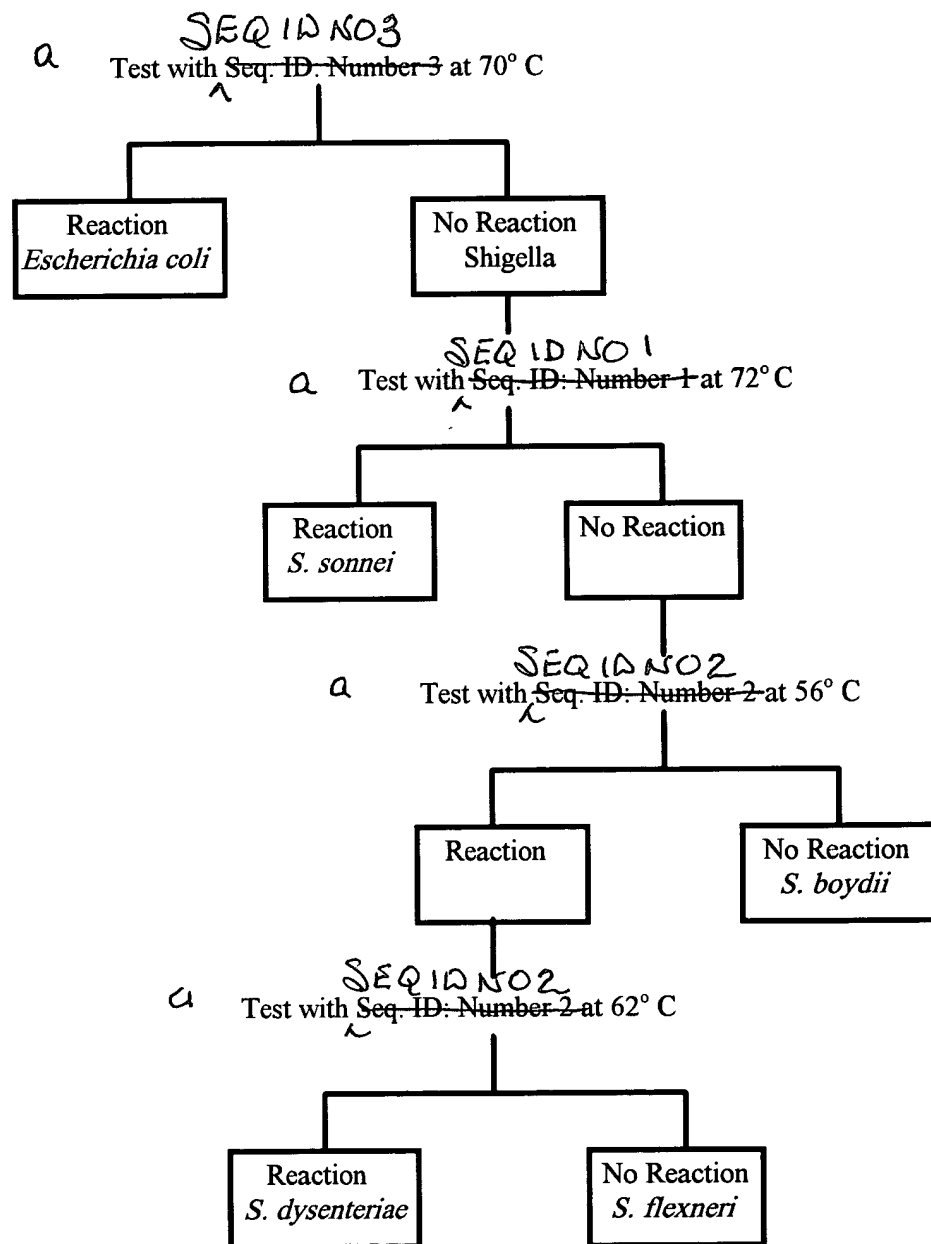 SEQ ID NO3
a Test with ^ Seq. ID: Number 3 at 70° C
Reaction
Escherichia coli
No Reaction
Shigella
SEQ ID NO1
a Test with ^ Seq. ID: Number 1 at 72° C
Reaction
S. sonnei
No Reaction
SEQ ID NO2
a Test with ^ Seq. ID: Number 2 at 56° C
Reaction
No Reaction
S. boydii
SEQ ID NO2
a Test with ^ Seq. ID: Number 2 at 62° C
Reaction
S. dysenteriae
No Reaction
S. flexneri